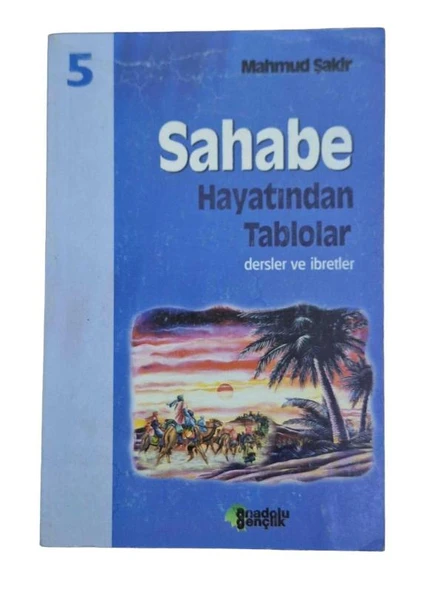 5
Mahmud Şakir
Sahabe
Hayatından
Tablolar
dersler ve ibretler
anadolu
gençlik